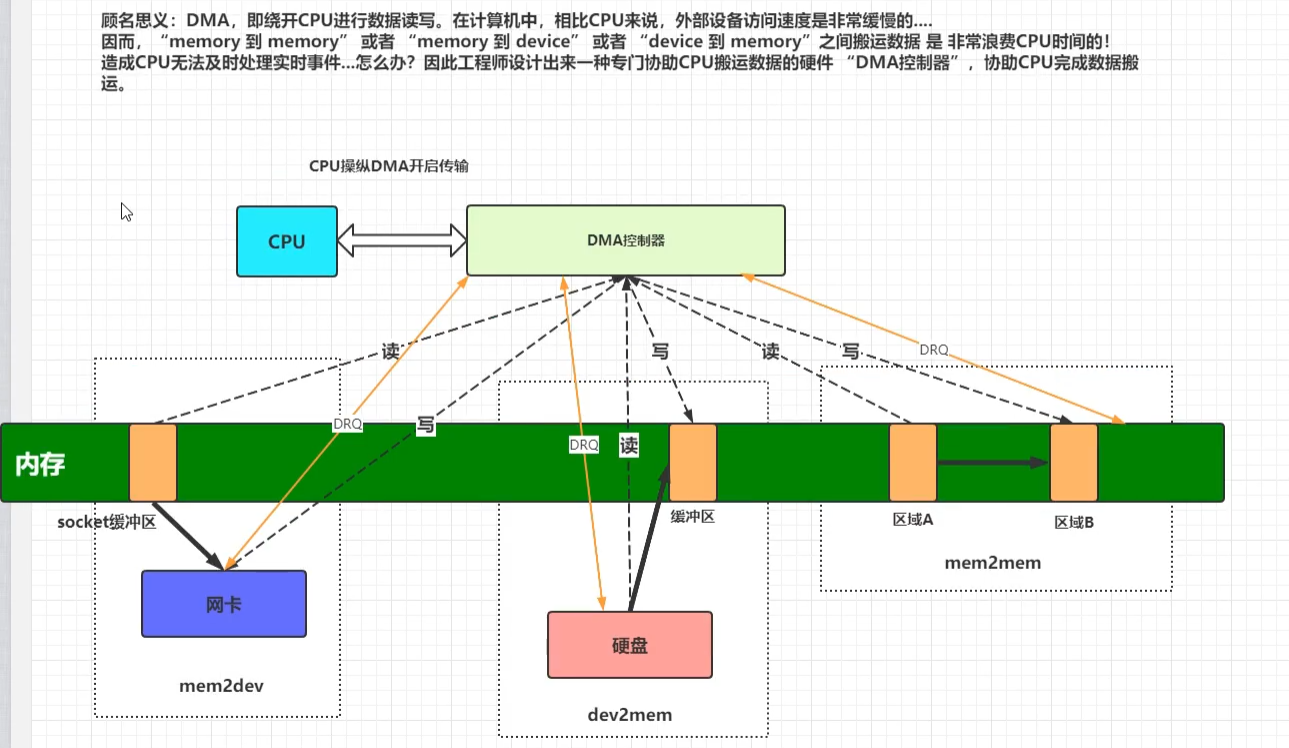 顾名思义：DMA，即绕开CPU进行数据读写。在计算机中，相比CPU来说，外部设备访问速度是非常缓慢的....
因而， “memory 到 memory” 或者 “memory 到 device” 或者 “device 到 memory”之间搬运数据 是 非常浪费CPU时间的！
造成CPU无法及时处理实时事件...怎么办？因此工程师设计出来一种专门协助CPU搬运数据的硬件 “DMA控制器”，协助CPU完成数据搬
运。
CPU操纵DMA开启传输
CPU
DMA控制器
读
写
读
写
DRQ
DRQ
写
DRQ
读
内存
socket缓冲区
缓冲区
区域A
区域B
mem2mem
网卡
硬盘
mem2dev
dev2mem